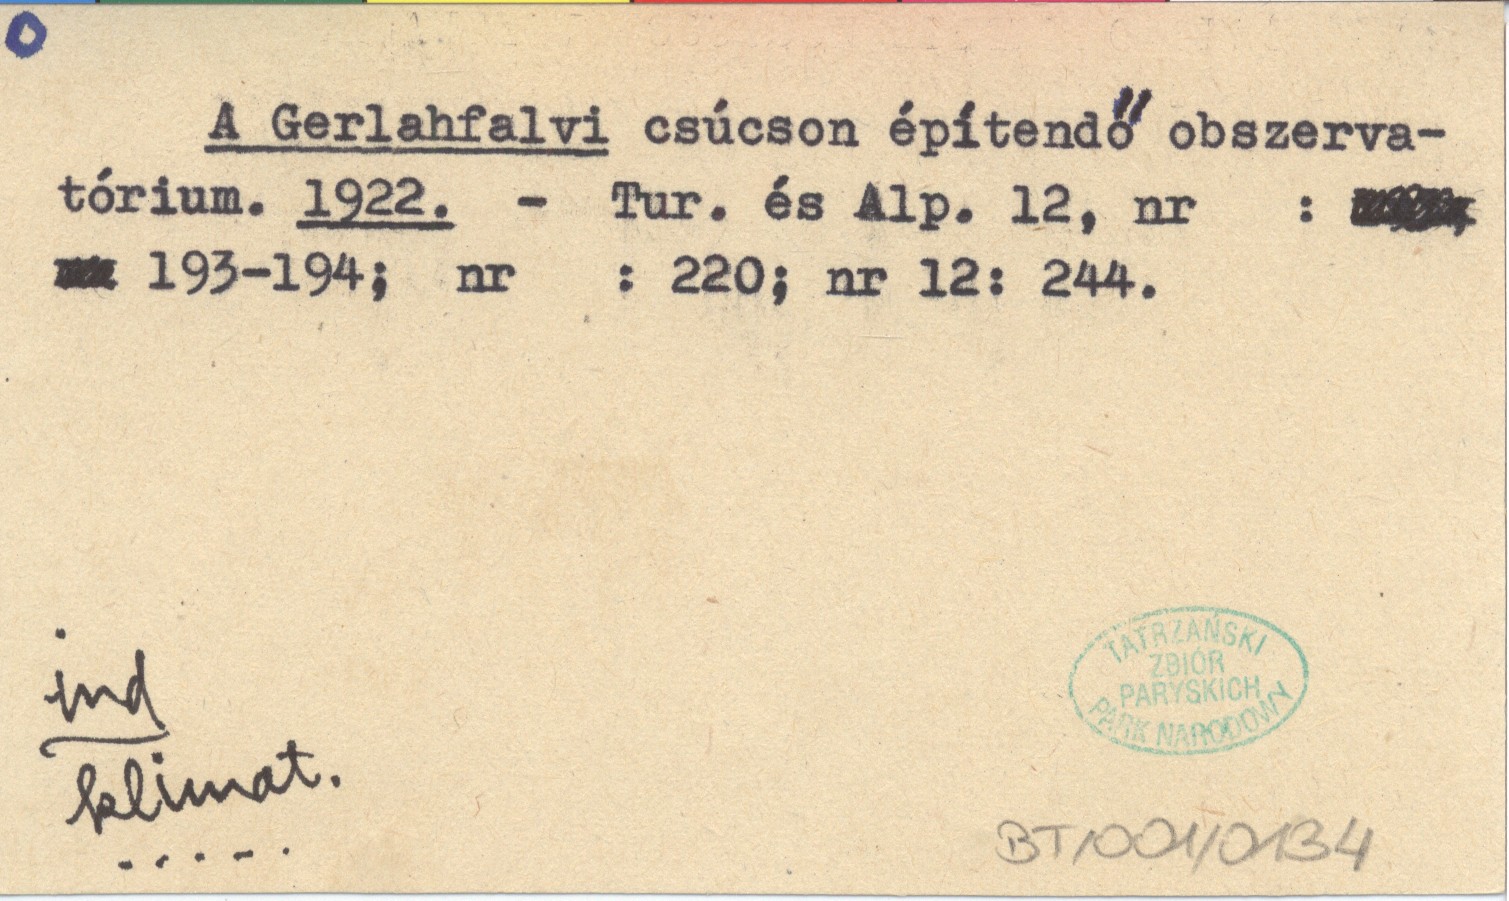 A Gerlahfalvi csúcson építendő obszerva-
tórium. 1922. - Tur. és Alp. 12, nr   :
193-194; nr   : 220; nr 12: 244.
ind
klimat.
TATRZAŃSKI
ZBIÓR
PARYSKICH
PARK NARODOWY
BT/001/0134